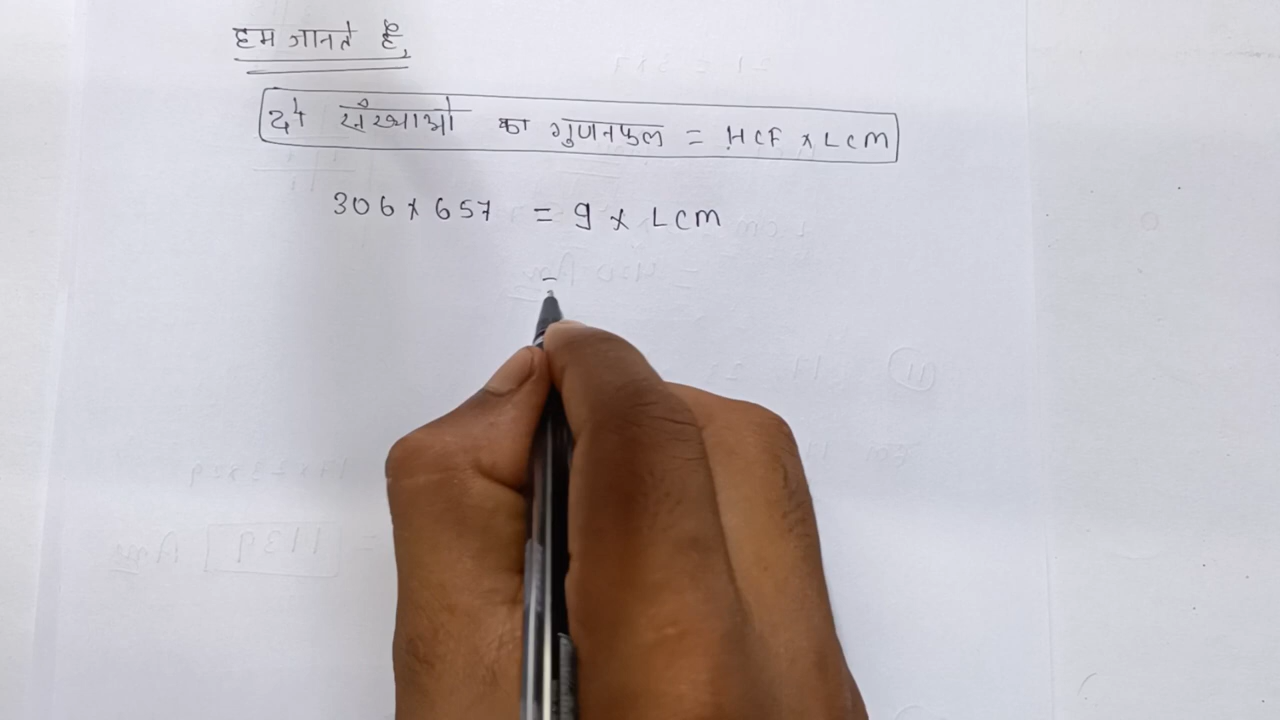 हम जानते है,
दो संख्याओं का गुणनफल = HCF x LCM
306 x 657 = 9 x LCM
=